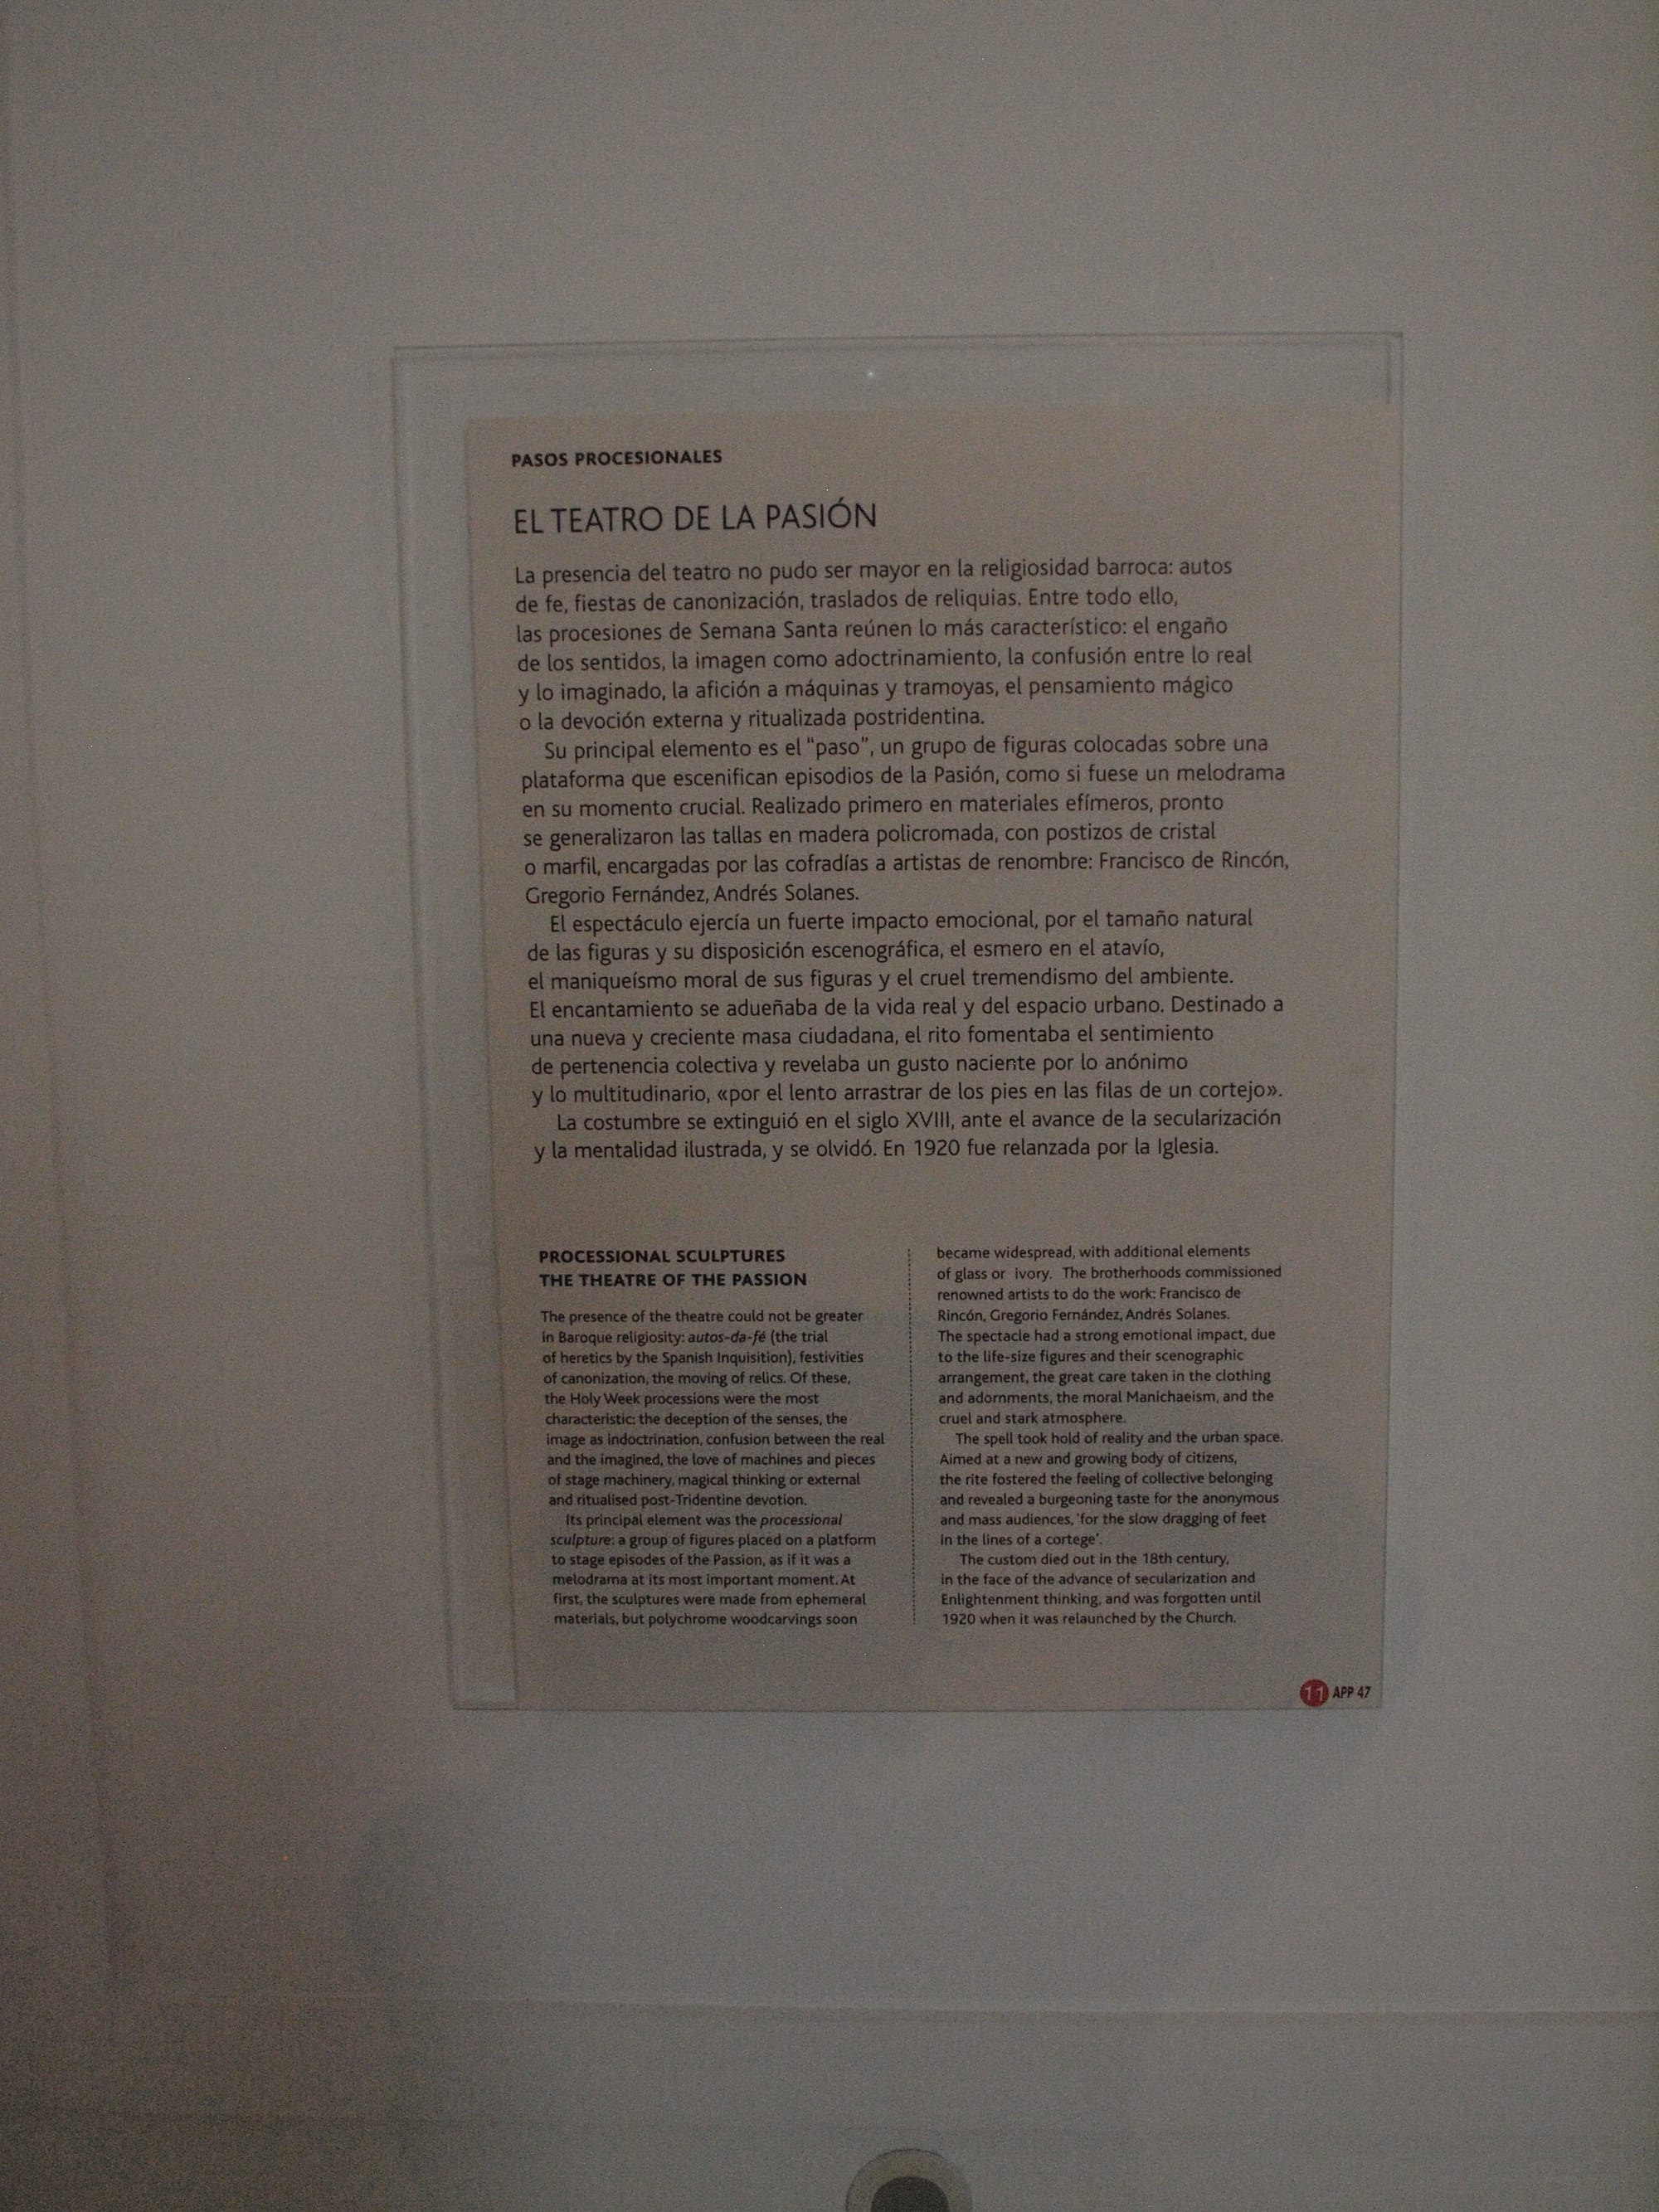 PASOS PROCESIONALES
EL TEATRO DE LA PASIÓN
La presencia del teatro no pudo ser mayor en la religiosidad barroca: autos
de fe, fiestas de canonización, traslados de reliquias. Entre todo ello,
las procesiones de Semana Santa reúnen lo más característico: el engaño
de los sentidos, la imagen como adoctrinamiento, la confusión entre lo real
y lo imaginado, la afición a máquinas y tramoyas, el pensamiento mágico
o la devoción externa y ritualizada postridentina.
Su principal elemento es el "paso", un grupo de figuras colocadas sobre una
plataforma que escenifican episodios de la Pasión, como si fuese un melodrama
en su momento crucial. Realizado primero en materiales efímeros, pronto
se generalizaron las tallas en madera policromada, con postizos de cristal
o marfil, encargadas por las cofradías a artistas de renombre: Francisco de Rincón,
Gregorio Fernández, Andrés Solanes.
El espectáculo ejercía un fuerte impacto emocional, por el tamaño natural
de las figuras y su disposición escenográfica, el esmero en el atavío,
el maniqueísmo moral de sus figuras y el cruel tremendismo del ambiente.
El encantamiento se adueñaba de la vida real y del espacio urbano. Destinado a
una nueva y creciente masa ciudadana, el rito fomentaba el sentimiento
de pertenencia colectiva y revelaba un gusto naciente por lo anónimo
y lo multitudinario, «por el lento arrastrar de los pies en las filas de un cortejo».
La costumbre se extinguió en el siglo XVIII, ante el avance de la secularización
y la mentalidad ilustrada, y se olvidó. En 1920 fue relanzada por la Iglesia.
PROCESSIONAL SCULPTURES
THE THEATRE OF THE PASSION
The presence of the theatre could not be greater
in Baroque religiosity: autos-da-fé (the trial
of heretics by the Spanish Inquisition), festivities
of canonization, the moving of relics. Of these,
the Holy Week processions were the most
characteristic: the deception of the senses, the
image as indoctrination, confusion between the real
and the imagined, the love of machines and pieces
of stage machinery, magical thinking or external
and ritualised post-Tridentine devotion.
Its principal element was the processional
sculpture: a group of figures placed on a platform
to stage episodes of the Passion, as if it was a
melodrama at its most important moment. At
first, the sculptures were made from ephemeral
materials, but polychrome woodcarvings soon
became widespread, with additional elements
of glass or ivory. The brotherhoods commissioned
renowned artists to do the work: Francisco de
Rincón, Gregorio Fernández, Andrés Solanes.
The spectacle had a strong emotional impact, due
to the life-size figures and their scenographic
arrangement, the great care taken in the clothing
and adornments, the moral Manichaeism, and the
cruel and stark atmosphere.
The spell took hold of reality and the urban space.
Aimed at a new and growing body of citizens,
the rite fostered the feeling of collective belonging
and revealed a burgeoning taste for the anonymous
and mass audiences, 'for the slow dragging of feet
in the lines of a cortege'.
The custom died out in the 18th century,
in the face of the advance of secularization and
Enlightenment thinking, and was forgotten until
1920 when it was relaunched by the Church.
11 APP 47